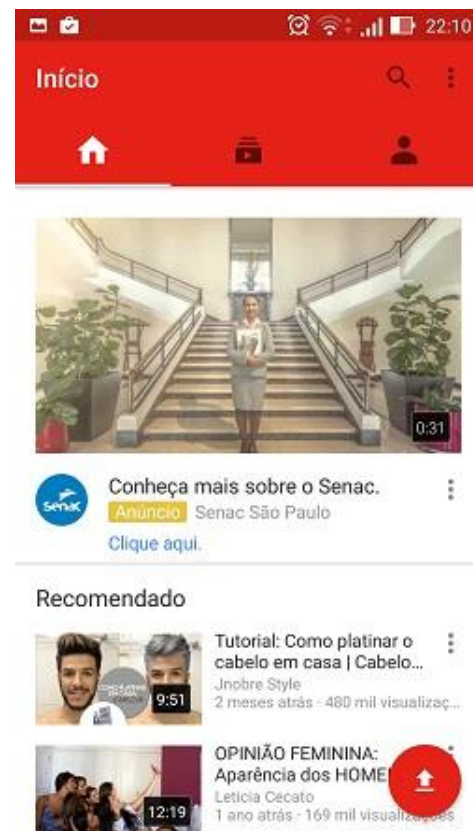 22:10
Início
0:31
Conheça mais sobre o Senac.
senac
Anúncio Senac São Paulo
Clique aqui.
Recomendado
Tutorial: Como platinar o
cabelo em casa | Cabelo...
9:51
Jnobre Style
2 meses atrás · 480 mil visualizaç...
OPINIÃO FEMININA:
Aparência dos HOME
12:19
Leticia Cecato
1 ano atrás · 169 mil visualizações